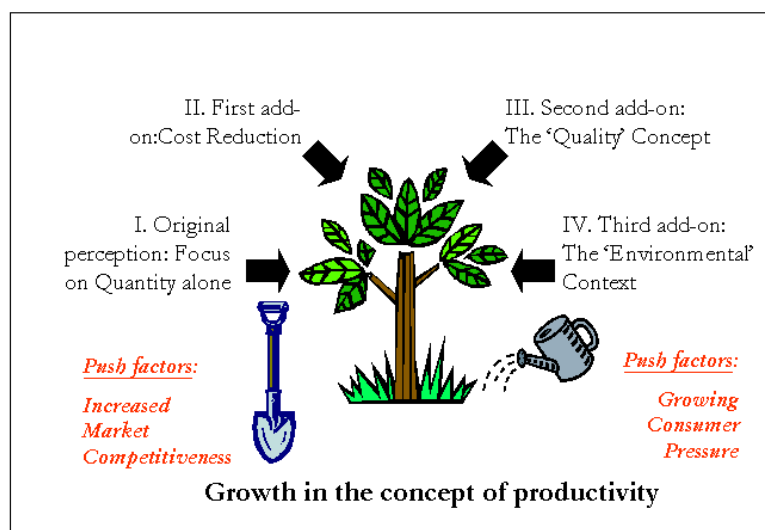 II. First add-
on:Cost Reduction
III. Second add-on:
The ‘Quality’ Concept
I. Original
perception: Focus
on Quantity alone
IV. Third add-on:
The ‘Environmental’
Context
Push factors:
Increased
Market
Competitiveness
Push factors:
Growing
Consumer
Pressure
Growth in the concept of productivity